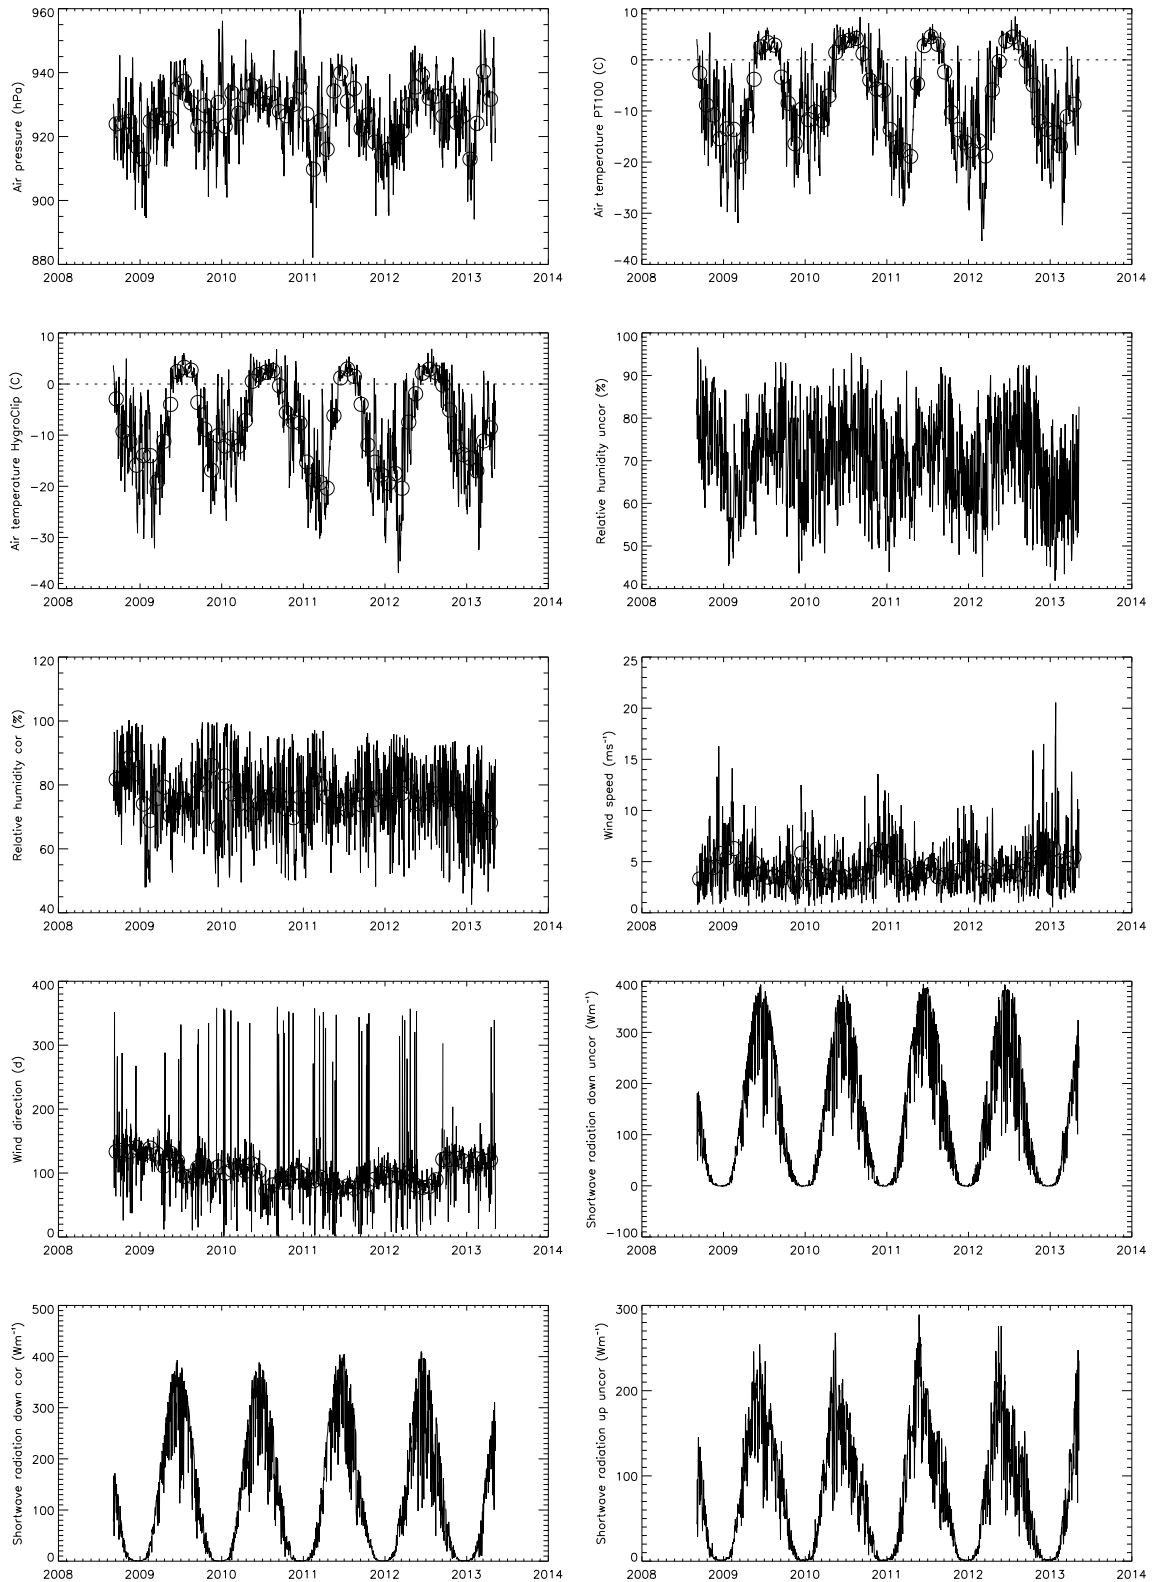 960
940
920
900
880
Air pressure (hPa)
2008 2009 2010 2011 2012 2013 2014
10
0
−10
−20
−30
−40
Air temperature PT100 (C)
2008 2009 2010 2011 2012 2013 2014
10
0
−10
−20
−30
−40
Air temperature HygroClip (C)
2008 2009 2010 2011 2012 2013 2014
100
90
80
70
60
50
40
Relative humidity uncor (%)
2008 2009 2010 2011 2012 2013 2014
120
100
80
60
40
Relative humidity cor (%)
2008 2009 2010 2011 2012 2013 2014
25
20
15
10
5
0
Wind speed (ms⁻¹)
2008 2009 2010 2011 2012 2013 2014
400
300
200
100
0
Wind direction (d)
2008 2009 2010 2011 2012 2013 2014
400
300
200
100
0
−100
Shortwave radiation down uncor (Wm⁻¹)
2008 2009 2010 2011 2012 2013 2014
500
400
300
200
100
0
Shortwave radiation down cor (Wm⁻¹)
2008 2009 2010 2011 2012 2013 2014
300
200
100
0
Shortwave radiation up uncor (Wm⁻¹)
2008 2009 2010 2011 2012 2013 2014